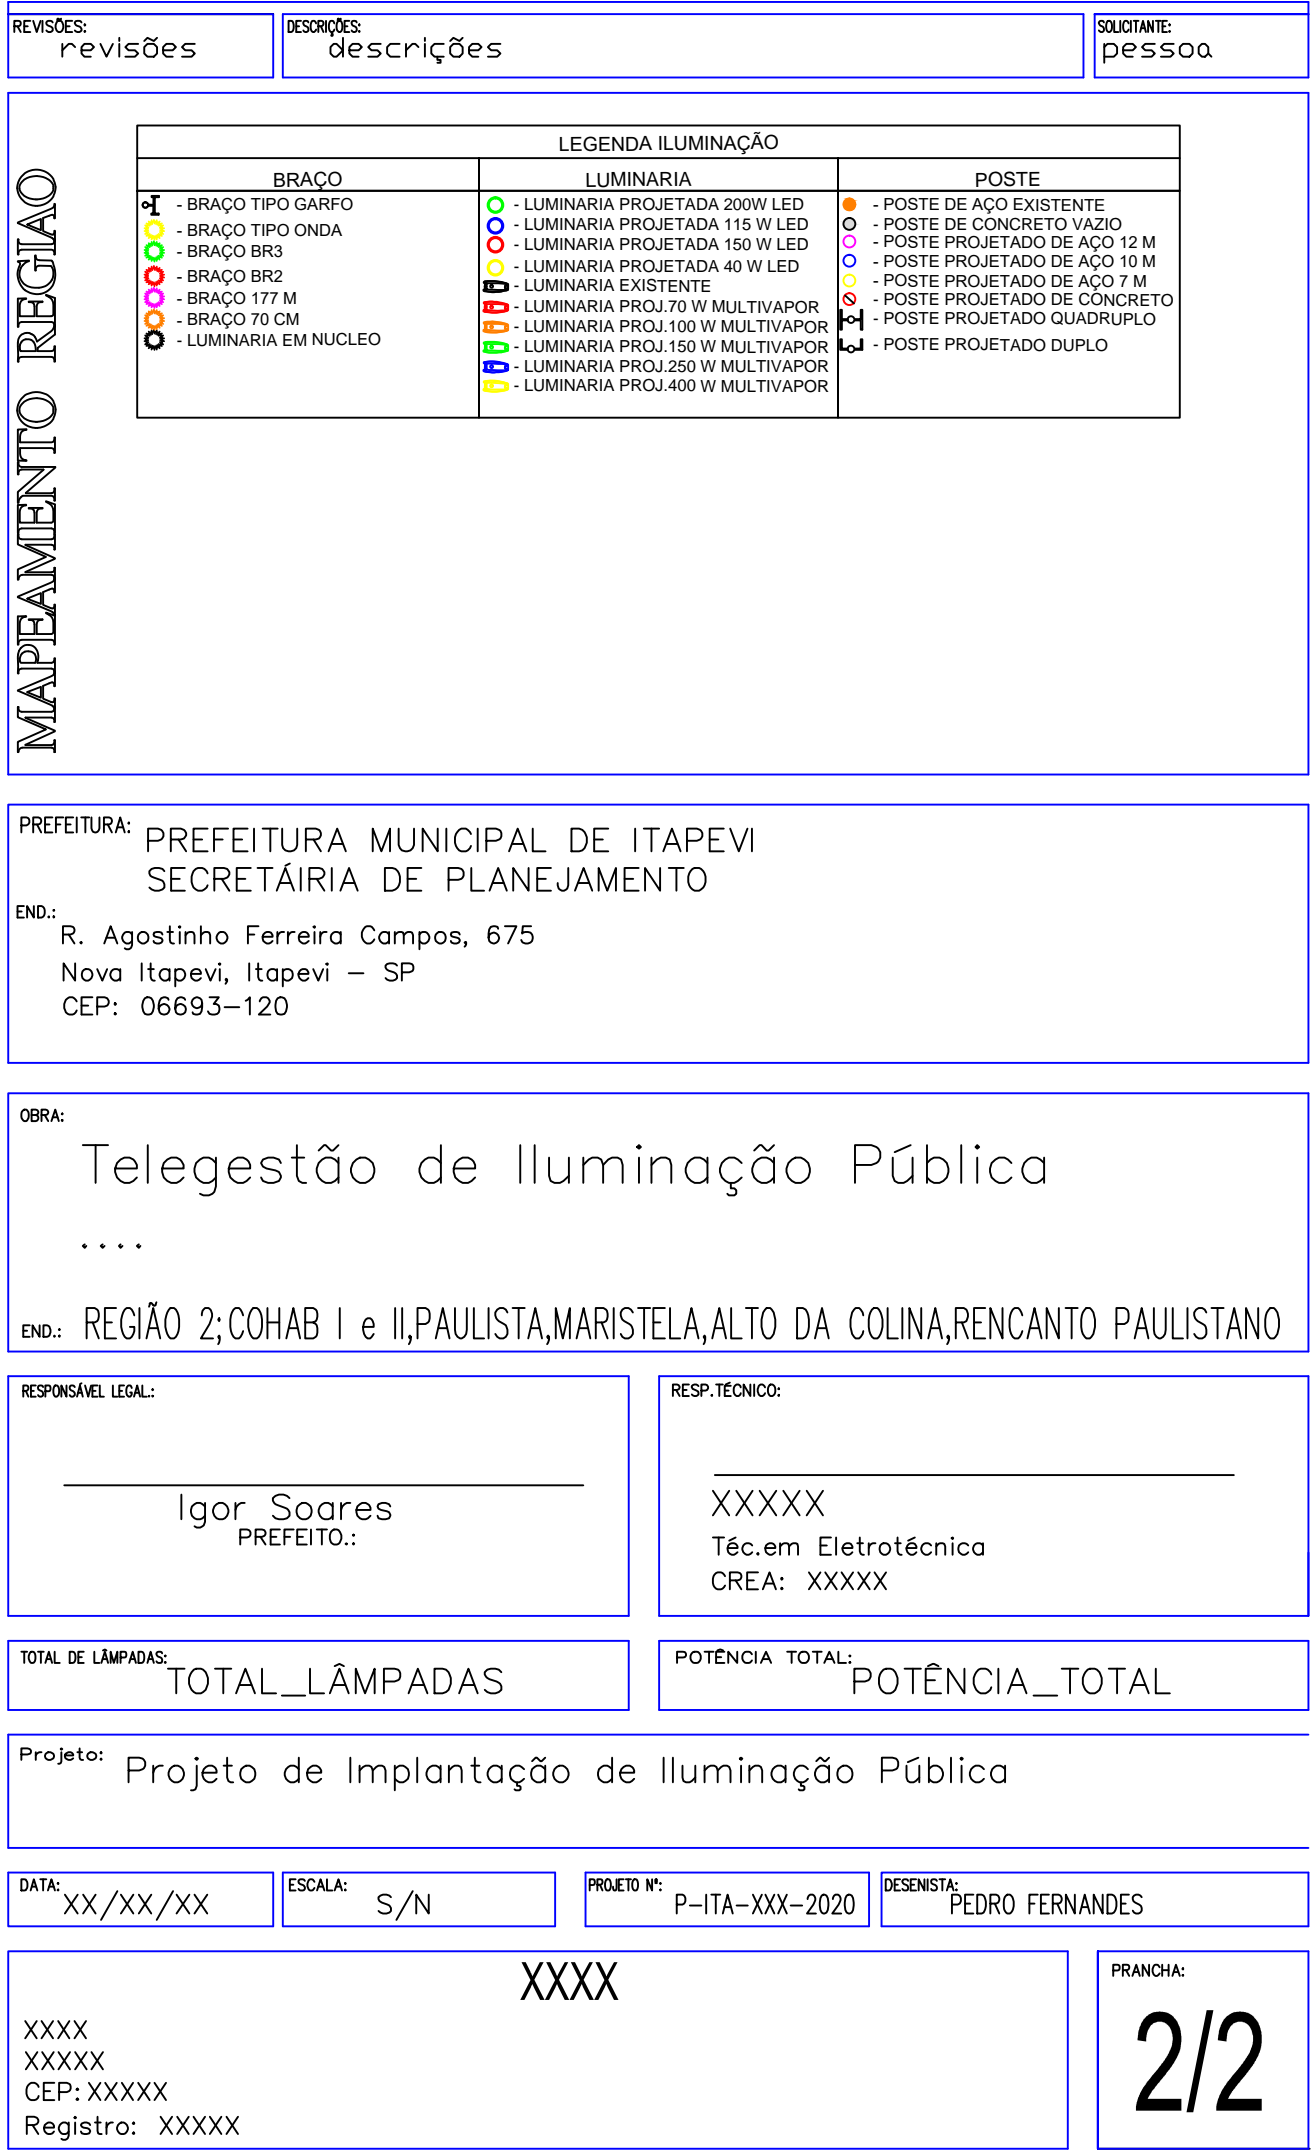 REVISÕES:
revisões
DESCRIÇÕES:
descrições
SOLICITANTE:
pessoa
MAPEAMENTO REGIAO
LEGENDA ILUMINAÇÃO
BRAÇO
- BRAÇO TIPO GARFO
- BRAÇO TIPO ONDA
- BRAÇO BR3
- BRAÇO BR2
- BRAÇO 177 M
- BRAÇO 70 CM
- LUMINARIA EM NUCLEO
LUMINARIA
- LUMINARIA PROJETADA 200W LED
- LUMINARIA PROJETADA 115 W LED
- LUMINARIA PROJETADA 150 W LED
- LUMINARIA PROJETADA 40 W LED
- LUMINARIA EXISTENTE
- LUMINARIA PROJ.70 W MULTIVAPOR
- LUMINARIA PROJ.100 W MULTIVAPOR
- LUMINARIA PROJ.150 W MULTIVAPOR
- LUMINARIA PROJ.250 W MULTIVAPOR
- LUMINARIA PROJ.400 W MULTIVAPOR
POSTE
- POSTE DE AÇO EXISTENTE
- POSTE DE CONCRETO VAZIO
- POSTE PROJETADO DE AÇO 12 M
- POSTE PROJETADO DE AÇO 10 M
- POSTE PROJETADO DE AÇO 7 M
- POSTE PROJETADO DE CONCRETO
- POSTE PROJETADO QUADRUPLO
- POSTE PROJETADO DUPLO
PREFEITURA:
PREFEITURA MUNICIPAL DE ITAPEVI
SECRETÁIRIA DE PLANEJAMENTO
END.:
R. Agostinho Ferreira Campos, 675
Nova Itapevi, Itapevi – SP
CEP: 06693–120
OBRA:
Telegestão de Iluminação Pública
....
END.: REGIÃO 2;COHAB I e II,PAULISTA,MARISTELA,ALTO DA COLINA,RENCANTO PAULISTANO
RESPONSÁVEL LEGAL.:
Igor Soares
PREFEITO.:
RESP.TÉCNICO:
XXXXX
Téc.em Eletrotécnica
CREA: XXXXX
TOTAL DE LÂMPADAS:
TOTAL_LÂMPADAS
POTÊNCIA TOTAL:
POTÊNCIA_TOTAL
Projeto:
Projeto de Implantação de Iluminação Pública
DATA:
XX/XX/XX
ESCALA:
S/N
PROJETO N°:
P–ITA–XXX–2020
DESENISTA:
PEDRO FERNANDES
XXXX
XXXX
XXXXX
CEP: XXXXX
Registro: XXXXX
PRANCHA:
2/2